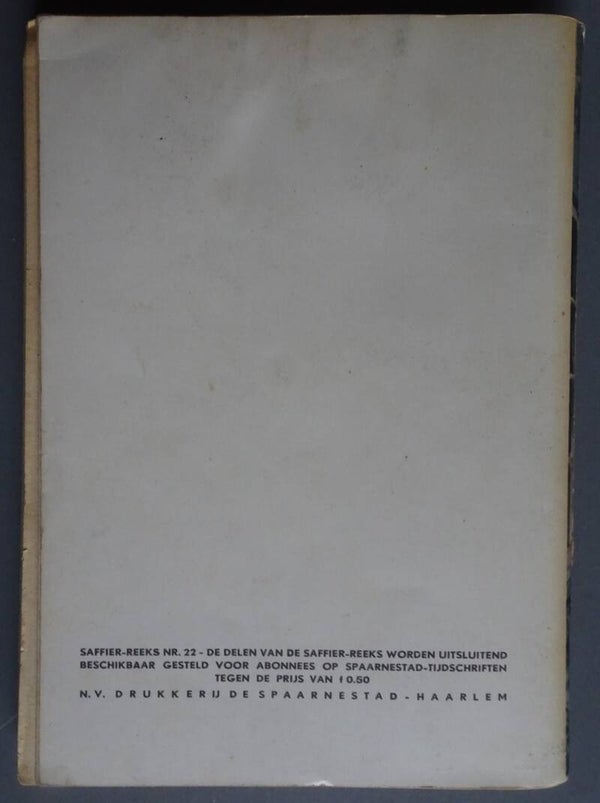 SAFFIER-REEKS NR. 22 - DE DELEN VAN DE SAFFIER-REEKS WORDEN UITSLUITEND
BESCHIKBAAR GESTELD VOOR ABONNEES OP SPAARNESTAD-TIJDSCHRIFTEN
TEGEN DE PRIJS VAN f 0.50
N.V. DRUKKERIJ DE SPAARNESTAD - HAARLEM